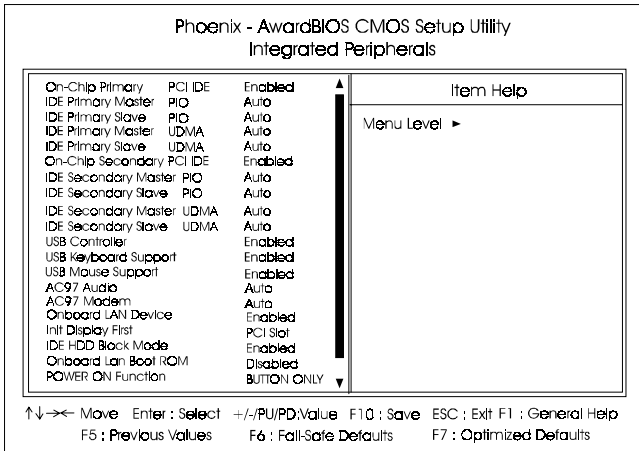 Phoenix - AwardBIOS CMOS Setup Utility
Integrated Peripherals
On-Chip Primary PCI IDE Enabled
IDE Primary Master PIO Auto
IDE Primary Slave PIO Auto
IDE Primary Master UDMA Auto
IDE Primary Slave UDMA Auto
On-Chip Secondary PCI IDE Enabled
IDE Secondary Master PIO Auto
IDE Secondary Slave PIO Auto
IDE Secondary Master UDMA Auto
IDE Secondary Slave UDMA Auto
USB Controller Enabled
USB Keyboard Support Enabled
USB Mouse Support Enabled
AC97 Audio Auto
AC97 Modem Auto
Onboard LAN Device Enabled
Init Display First PCI Slot
IDE HDD Block Mode Enabled
Onboard Lan Boot ROM Disabled
POWER ON Function BUTTON ONLY
Item Help
Menu Level ►
↑↓→← Move Enter : Select +/-/PU/PD:Value F10 : Save ESC : Exit F1 : General Help
F5 : Previous Values F6 : Fail-Safe Defaults F7 : Optimized Defaults